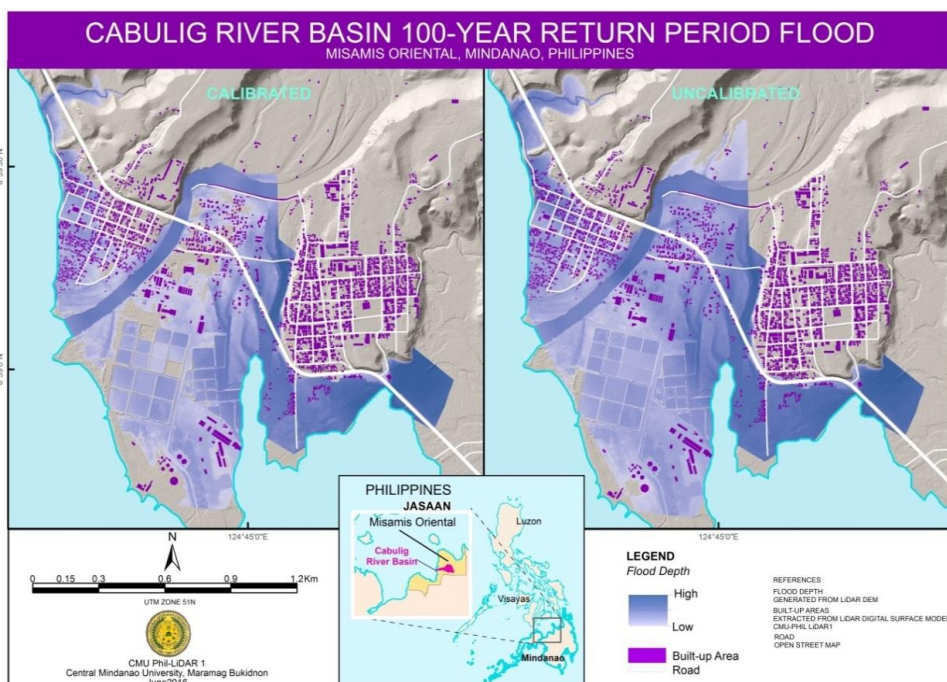 CABULIG RIVER BASIN 100-YEAR RETURN PERIOD FLOOD
MISAMIS ORIENTAL, MINDANAO, PHILIPPINES
CALIBRATED
UNCALIBRATED
124°45'0"E
124°45'0"E
N
0 0.15 0.3 0.6 0.9 1.2 Km
UTM ZONE 51N
CMU Phil-LiDAR 1
Central Mindanao University, Maramag Bukidnon
June2016
PHILIPPINES
JASAAN
Misamis Oriental
Cabulig
River Basin
Luzon
Visayas
Mindanao
LEGEND
Flood Depth
High
Low
Built-up Area
Road
REFERENCES
FLOOD DEPTH
GENERATED FROM LiDAR DEM
BUILT-UP AREAS
EXTRACTED FROM LiDAR DIGITAL SURFACE MODEL
CMU-PHIL LiDAR1
ROAD
OPEN STREET MAP